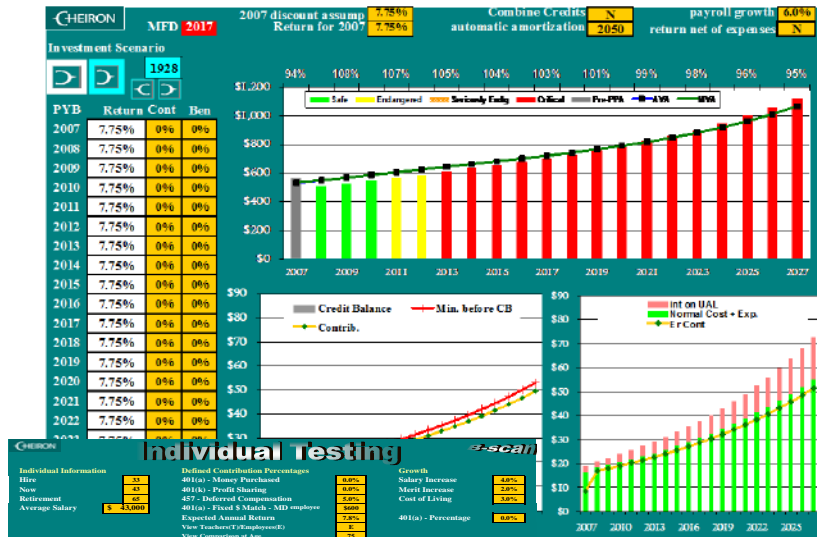 CHEIRON
MFD 2017
2007 discount assump 7.75%
Return for 2007 7.75%
Combine Credits N
automatic amortization 2050
payroll growth 6.0%
return net of expenses N
Investment Scenario
1928
PYB Return Cont Ben
2007 7.75% 0% 0%
2008 7.75% 0% 0%
2009 7.75% 0% 0%
2010 7.75% 0% 0%
2011 7.75% 0% 0%
2012 7.75% 0% 0%
2013 7.75% 0% 0%
2014 7.75% 0% 0%
2015 7.75% 0% 0%
2016 7.75% 0% 0%
2017 7.75% 0% 0%
2018 7.75% 0% 0%
2019 7.75% 0% 0%
2020 7.75% 0% 0%
2021 7.75% 0% 0%
2022 7.75% 0% 0%
94% 108% 107% 105% 104% 103% 101% 99% 98% 96% 95%
Safe Endangered Seriously Endg Critical Pre-PPA AVA MVA
$1,200
$1,000
$800
$600
$400
$200
$0
2007 2009 2011 2013 2015 2017 2019 2021 2023 2025 2027
$90
$80
$70
$60
$50
$40
$30
Credit Balance Min. before CB
Contrib.
$90
$80
$70
$60
$50
$40
$30
$20
$10
$0
Int on UAL
Normal Cost + Exp.
Er Cont
2007 2010 2013 2016 2019 2022 2025
CHEIRON
Individual Testing
e-scan
Individual Information
Hire 33
Now 43
Retirement 65
Average Salary $ 43,000
Defined Contribution Percentages
401(a) - Money Purchased 0.0%
401(k) - Profit Sharing 0.0%
457 - Deferred Compensation 5.0%
401(a) - Fixed $ Match - MD employee $600
Expected Annual Return 7.8%
View Teachers(T)/Employees(E) E
View Comparison at Age 75
Growth
Salary Increase 4.0%
Merit Increase 2.0%
Cost of Living 3.0%
401(a) - Percentage 0.0%